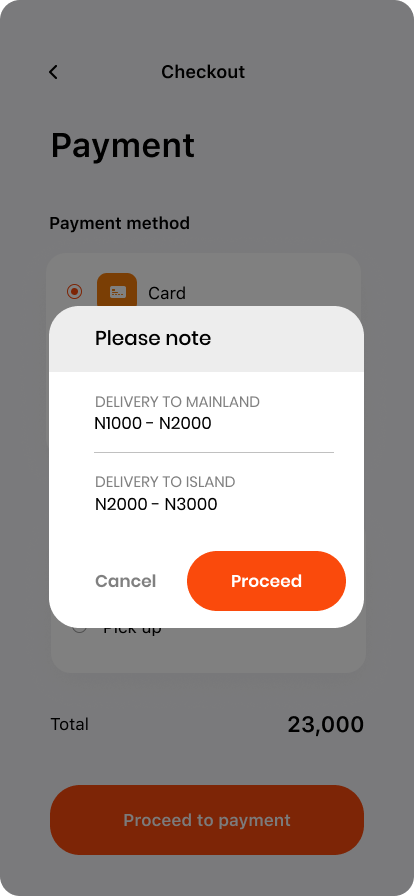 Checkout
Payment
Payment method
Card
Please note
DELIVERY TO MAINLAND
N1000 - N2000
DELIVERY TO ISLAND
N2000 - N3000
Cancel
Proceed
Pick up
Total
23,000
Proceed to payment